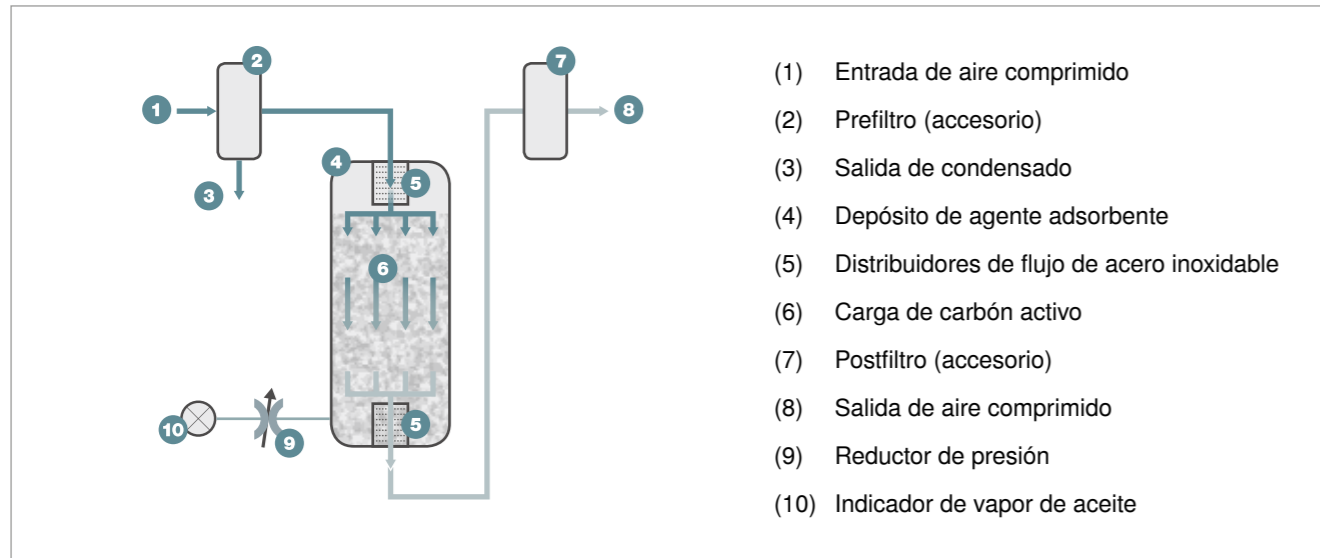 1
2
3
4
5
6
5
7
8
9
10
(1) Entrada de aire comprimido
(2) Prefiltro (accesorio)
(3) Salida de condensado
(4) Depósito de agente adsorbente
(5) Distribuidores de flujo de acero inoxidable
(6) Carga de carbón activo
(7) Postfiltro (accesorio)
(8) Salida de aire comprimido
(9) Reductor de presión
(10) Indicador de vapor de aceite